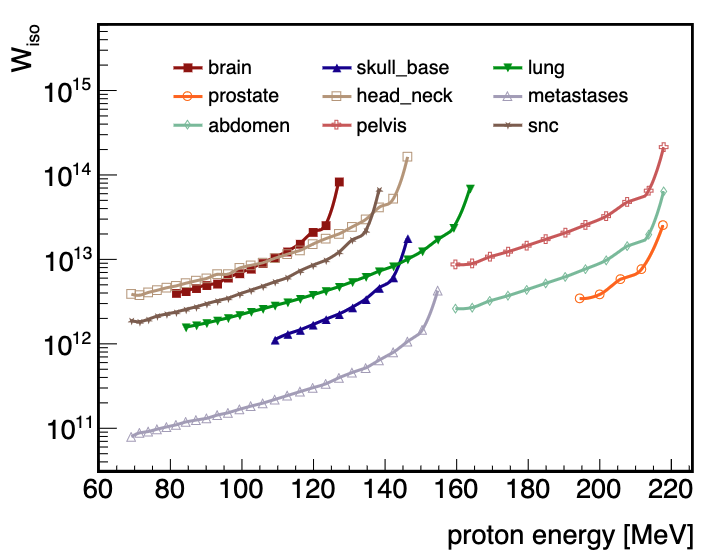 W_iso
brain skull_base lung
prostate head_neck metastases
abdomen pelvis snc
10^15
10^14
10^13
10^12
10^11
60 80 100 120 140 160 180 200 220
proton energy [MeV]